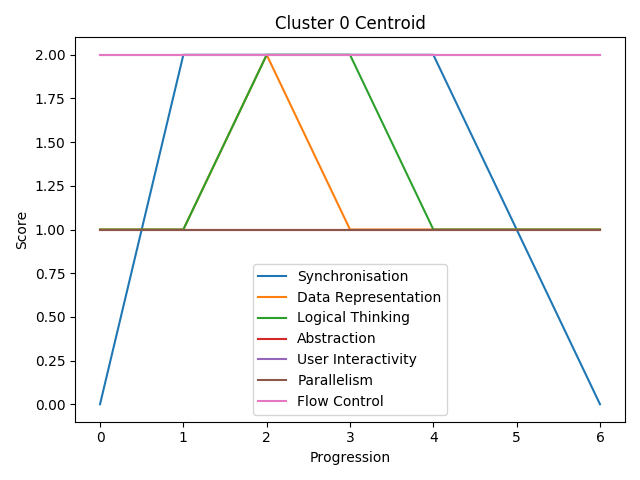 Cluster 0 Centroid
2.00
1.75
1.50
1.25
1.00
0.75
0.50
0.25
0.00
Score
Synchronisation
Data Representation
Logical Thinking
Abstraction
User Interactivity
Parallelism
Flow Control
0 1 2 3 4 5 6
Progression